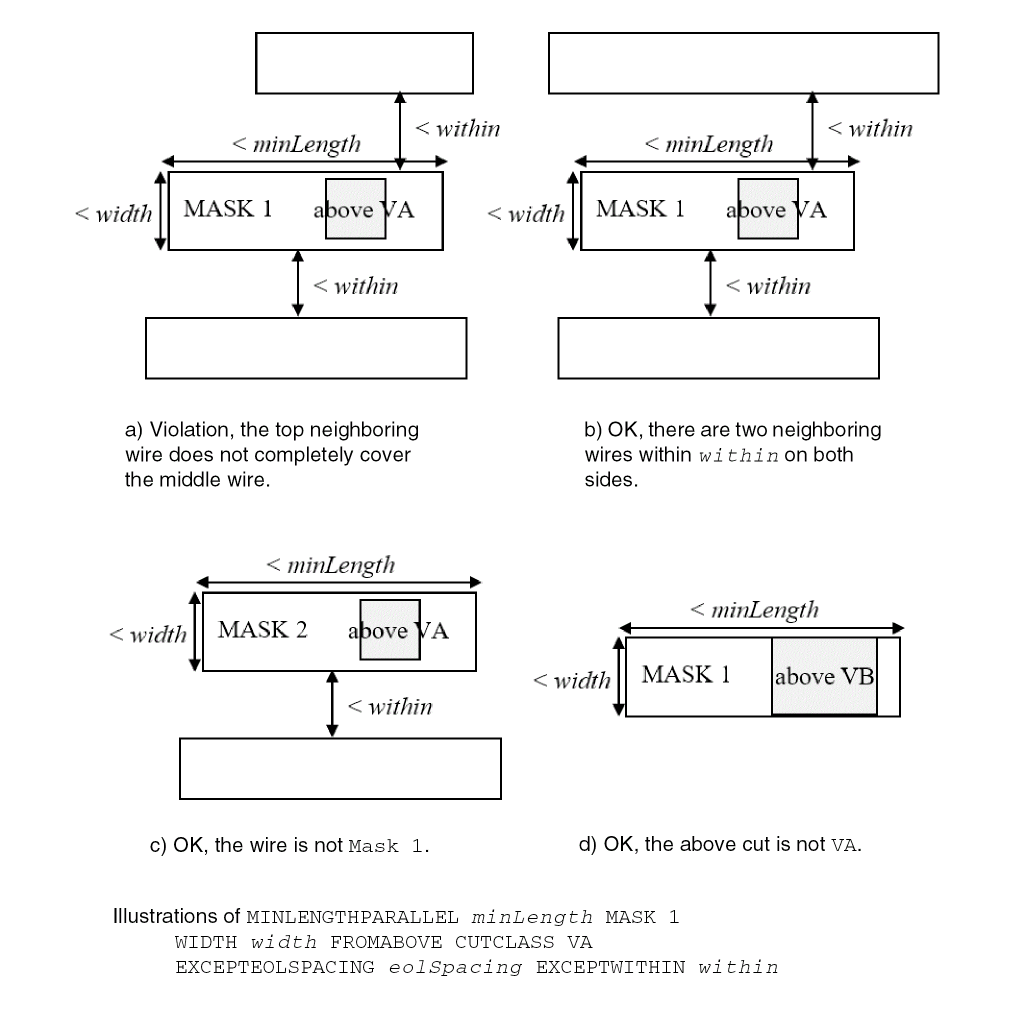 < within
< minLength
< width
MASK 1
above VA
< within
< within
< minLength
< width
MASK 1
above VA
< within
a) Violation, the top neighboring
wire does not completely cover
the middle wire.
b) OK, there are two neighboring
wires within within on both
sides.
< minLength
< width
MASK 2
above VA
< within
< minLength
< width
MASK 1
above VB
c) OK, the wire is not Mask 1.
d) OK, the above cut is not VA.
Illustrations of MINLENGTHPARALLEL minLength MASK 1
WIDTH width FROMABOVE CUTCLASS VA
EXCEPTEOLSPACING eolSpacing EXCEPTWITHIN within